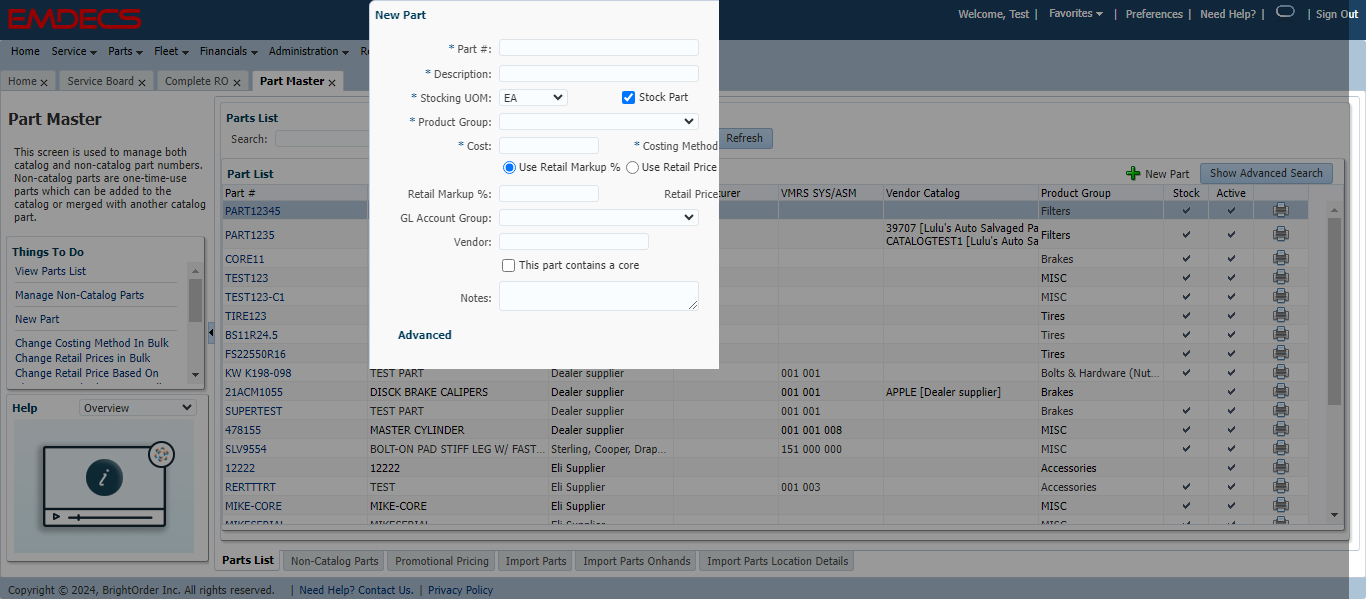 EMDECS
Welcome, Test | Favorites | Preferences | Need Help? | | Sign Out
Home Service Parts Fleet Financials Administration
Home x Service Board x Complete RO x Part Master x
Part Master
This screen is used to manage both
catalog and non-catalog part numbers.
Non-catalog parts are one-time-use
parts which can be added to the
catalog or merged with another catalog
part.
Things To Do
View Parts List
Manage Non-Catalog Parts
New Part
Change Costing Method In Bulk
Change Retail Prices in Bulk
Change Retail Price Based On
Help Overview
New Part
* Part #:
* Description:
* Stocking UOM: EA Stock Part
* Product Group:
* Cost: * Costing Method
Use Retail Markup % Use Retail Price
Retail Markup %: Retail Price
GL Account Group:
Vendor:
This part contains a core
Notes:
Advanced
Parts List
Search: Refresh
Part List New Part Show Advanced Search
Part # VMRS SYS/ASM Vendor Catalog Product Group Stock Active
PART12345 Filters
PART1235 39707 [Lulu's Auto Salvaged Pa Filters
CATALOGTEST1 [Lulu's Auto Sa
CORE11 Brakes
TEST123 MISC
TEST123-C1 MISC
TIRE123 Tires
BS11R24.5 Tires
FS22550R16 Tires
KW K198-098 TEST PART Dealer supplier 001 001 Bolts & Hardware (Nut...
21ACM1055 DISCK BRAKE CALIPERS Dealer supplier 001 001 APPLE [Dealer supplier] Brakes
SUPERTEST TEST PART Dealer supplier 001 001 Brakes
478155 MASTER CYLINDER Dealer supplier 001 001 008 MISC
SLV9554 BOLT-ON PAD STIFF LEG W/ FAST... Sterling, Cooper, Drap... 151 000 000 MISC
12222 12222 Eli Supplier Accessories
RERTTTRT TEST Eli Supplier 001 003 Accessories
MIKE-CORE MIKE-CORE Eli Supplier MISC
MIKESERIAL MIKESERIAL Eli Supplier MISC
Parts List Non-Catalog Parts Promotional Pricing Import Parts Import Parts Onhands Import Parts Location Details
Copyright © 2024, BrightOrder Inc. All rights reserved. | Need Help? Contact Us. | Privacy Policy